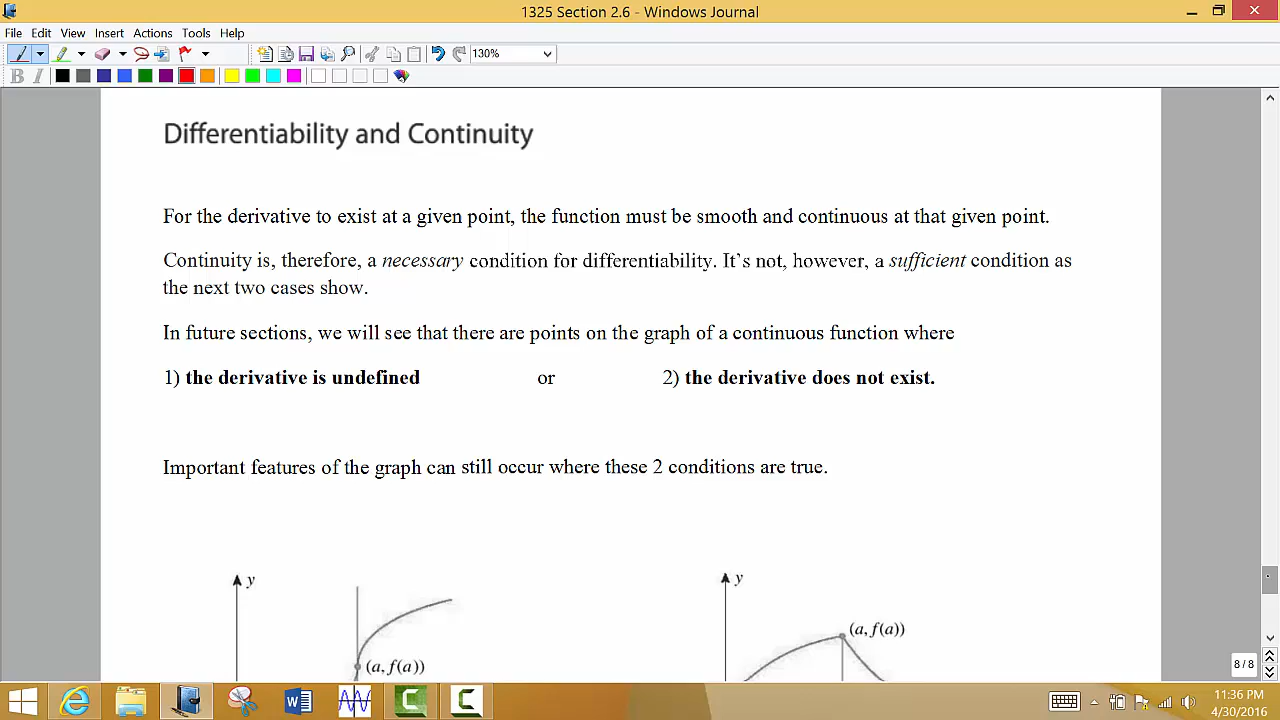 1325 Section 2.6 - Windows Journal
File Edit View Insert Actions Tools Help
130%
B I
Differentiability and Continuity
For the derivative to exist at a given point, the function must be smooth and continuous at that given point.
Continuity is, therefore, a necessary condition for differentiability. It's not, however, a sufficient condition as
the next two cases show.
In future sections, we will see that there are points on the graph of a continuous function where
1) the derivative is undefined or 2) the derivative does not exist.
Important features of the graph can still occur where these 2 conditions are true.
y y
(a, f(a))
(a, f(a))
8 / 8
11:36 PM
4/30/2016